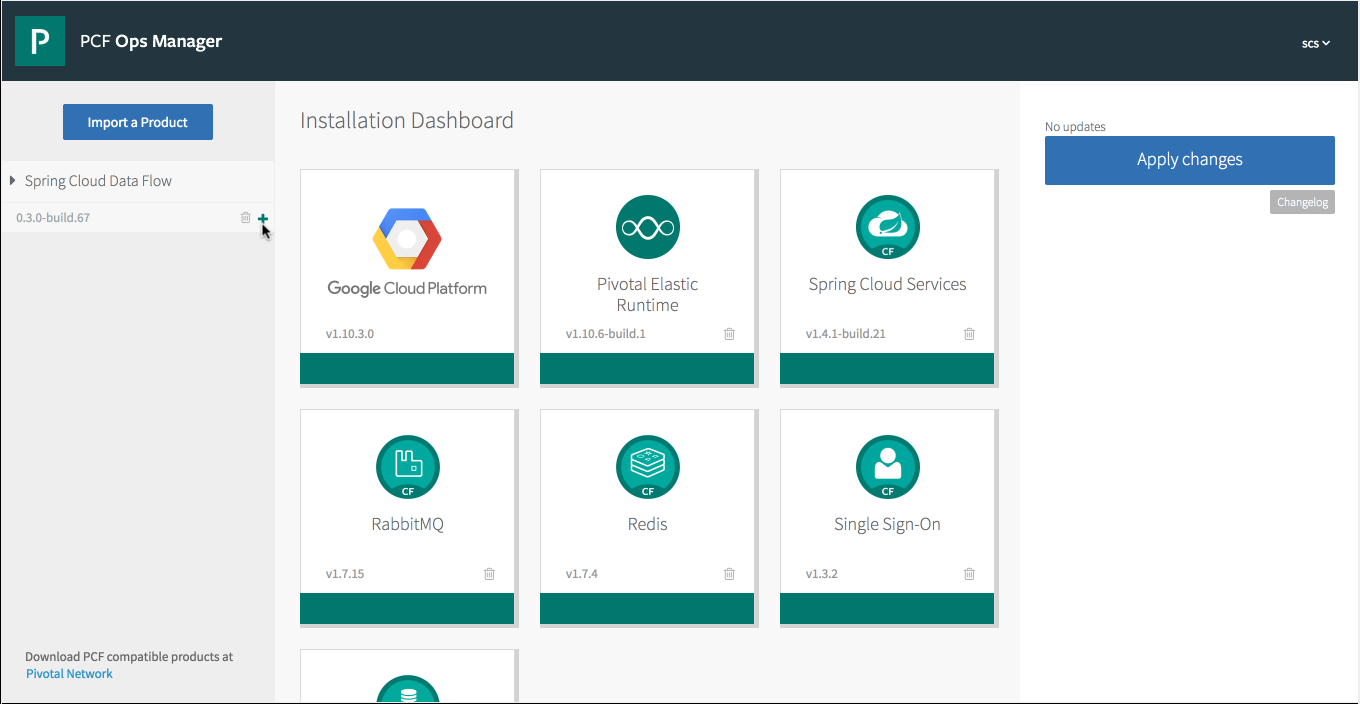 P
PCF Ops Manager
scs
Import a Product
Spring Cloud Data Flow
0.3.0-build.67
Installation Dashboard
Google Cloud Platform
v1.10.3.0
Pivotal Elastic
Runtime
v1.10.6-build.1
CF
Spring Cloud Services
v1.4.1-build.21
CF
RabbitMQ
v1.7.15
CF
Redis
v1.7.4
CF
Single Sign-On
v1.3.2
No updates
Apply changes
Changelog
Download PCF compatible products at
Pivotal Network